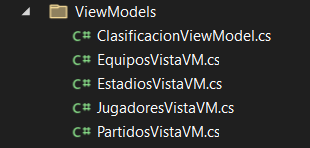 ViewModels
C# ClasificacionViewModel.cs
C# EquiposVistaVM.cs
C# EstadiosVistaVM.cs
C# JugadoresVistaVM.cs
C# PartidosVistaVM.cs